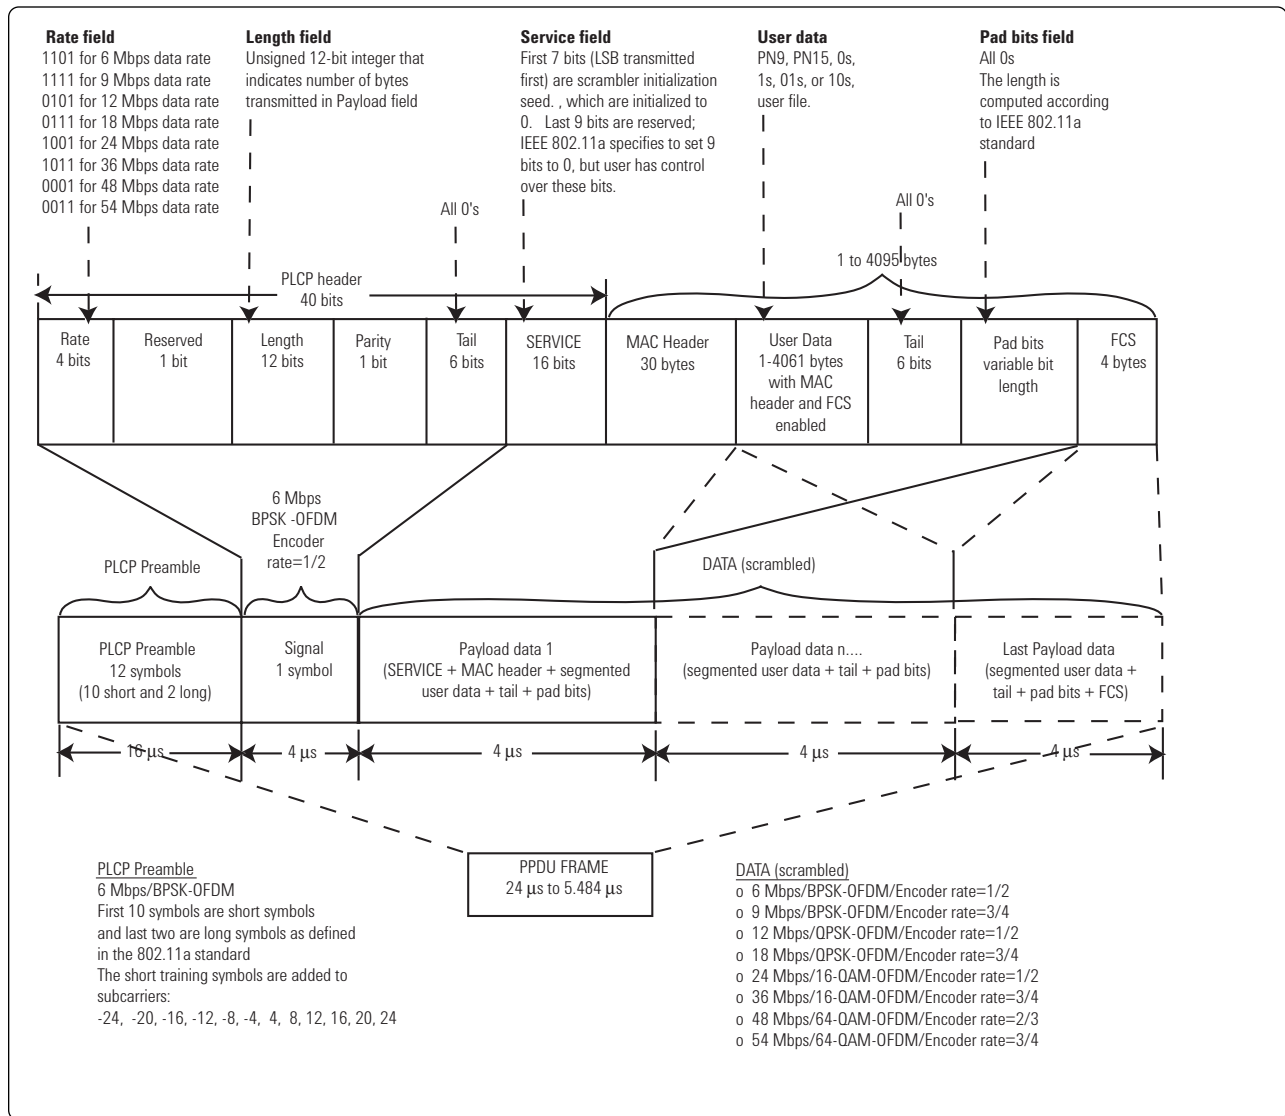 Rate field
1101 for 6 Mbps data rate
1111 for 9 Mbps data rate
0101 for 12 Mbps data rate
0111 for 18 Mbps data rate
1001 for 24 Mbps data rate
1011 for 36 Mbps data rate
0001 for 48 Mbps data rate
0011 for 54 Mbps data rate
Length field
Unsigned 12-bit integer that
indicates number of bytes
transmitted in Payload field
Service field
First 7 bits (LSB transmitted
first) are scrambler initialization
seed. , which are initialized to
0. Last 9 bits are reserved;
IEEE 802.11a specifies to set 9
bits to 0, but user has control
over these bits.
User data
PN9, PN15, 0s,
1s, 01s, or 10s,
user file.
Pad bits field
All 0s
The length is
computed according
to IEEE 802.11a
standard
All 0's
All 0's
PLCP header
40 bits
1 to 4095 bytes
Rate
4 bits
Reserved
1 bit
Length
12 bits
Parity
1 bit
Tail
6 bits
SERVICE
16 bits
MAC Header
30 bytes
User Data
1-4061 bytes
with MAC
header and FCS
enabled
Tail
6 bits
Pad bits
variable bit
length
FCS
4 bytes
6 Mbps
BPSK -OFDM
Encoder
rate=1/2
PLCP Preamble
DATA (scrambled)
PLCP Preamble
12 symbols
(10 short and 2 long)
Signal
1 symbol
Payload data 1
(SERVICE + MAC header + segmented
user data + tail + pad bits)
Payload data n....
(segmented user data + tail + pad bits)
Last Payload data
(segmented user data +
tail + pad bits + FCS)
16 µs
4 µs
4 µs
4 µs
4 µs
PPDU FRAME
24 µs to 5.484 µs
PLCP Preamble
6 Mbps/BPSK-OFDM
First 10 symbols are short symbols
and last two are long symbols as defined
in the 802.11a standard
The short training symbols are added to
subcarriers:
-24, -20, -16, -12, -8, -4, 4, 8, 12, 16, 20, 24
DATA (scrambled)
o 6 Mbps/BPSK-OFDM/Encoder rate=1/2
o 9 Mbps/BPSK-OFDM/Encoder rate=3/4
o 12 Mbps/QPSK-OFDM/Encoder rate=1/2
o 18 Mbps/QPSK-OFDM/Encoder rate=3/4
o 24 Mbps/16-QAM-OFDM/Encoder rate=1/2
o 36 Mbps/16-QAM-OFDM/Encoder rate=3/4
o 48 Mbps/64-QAM-OFDM/Encoder rate=2/3
o 54 Mbps/64-QAM-OFDM/Encoder rate=3/4